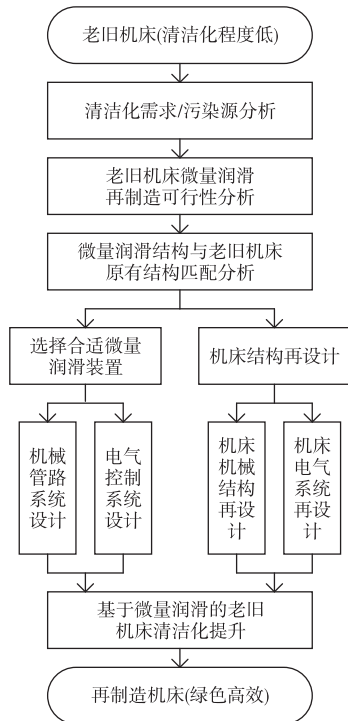 老旧机床(清洁化程度低)
清洁化需求/污染源分析
老旧机床微量润滑
再制造可行性分析
微量润滑结构与老旧机床
原有结构匹配分析
选择合适微量
润滑装置
机床结构再设计
机械
管路
系统
设计
电气
控制
系统
设计
机床
机械
结构
再设
计
机床
电气
系统
再设
计
基于微量润滑的老旧
机床清洁化提升
再制造机床(绿色高效)